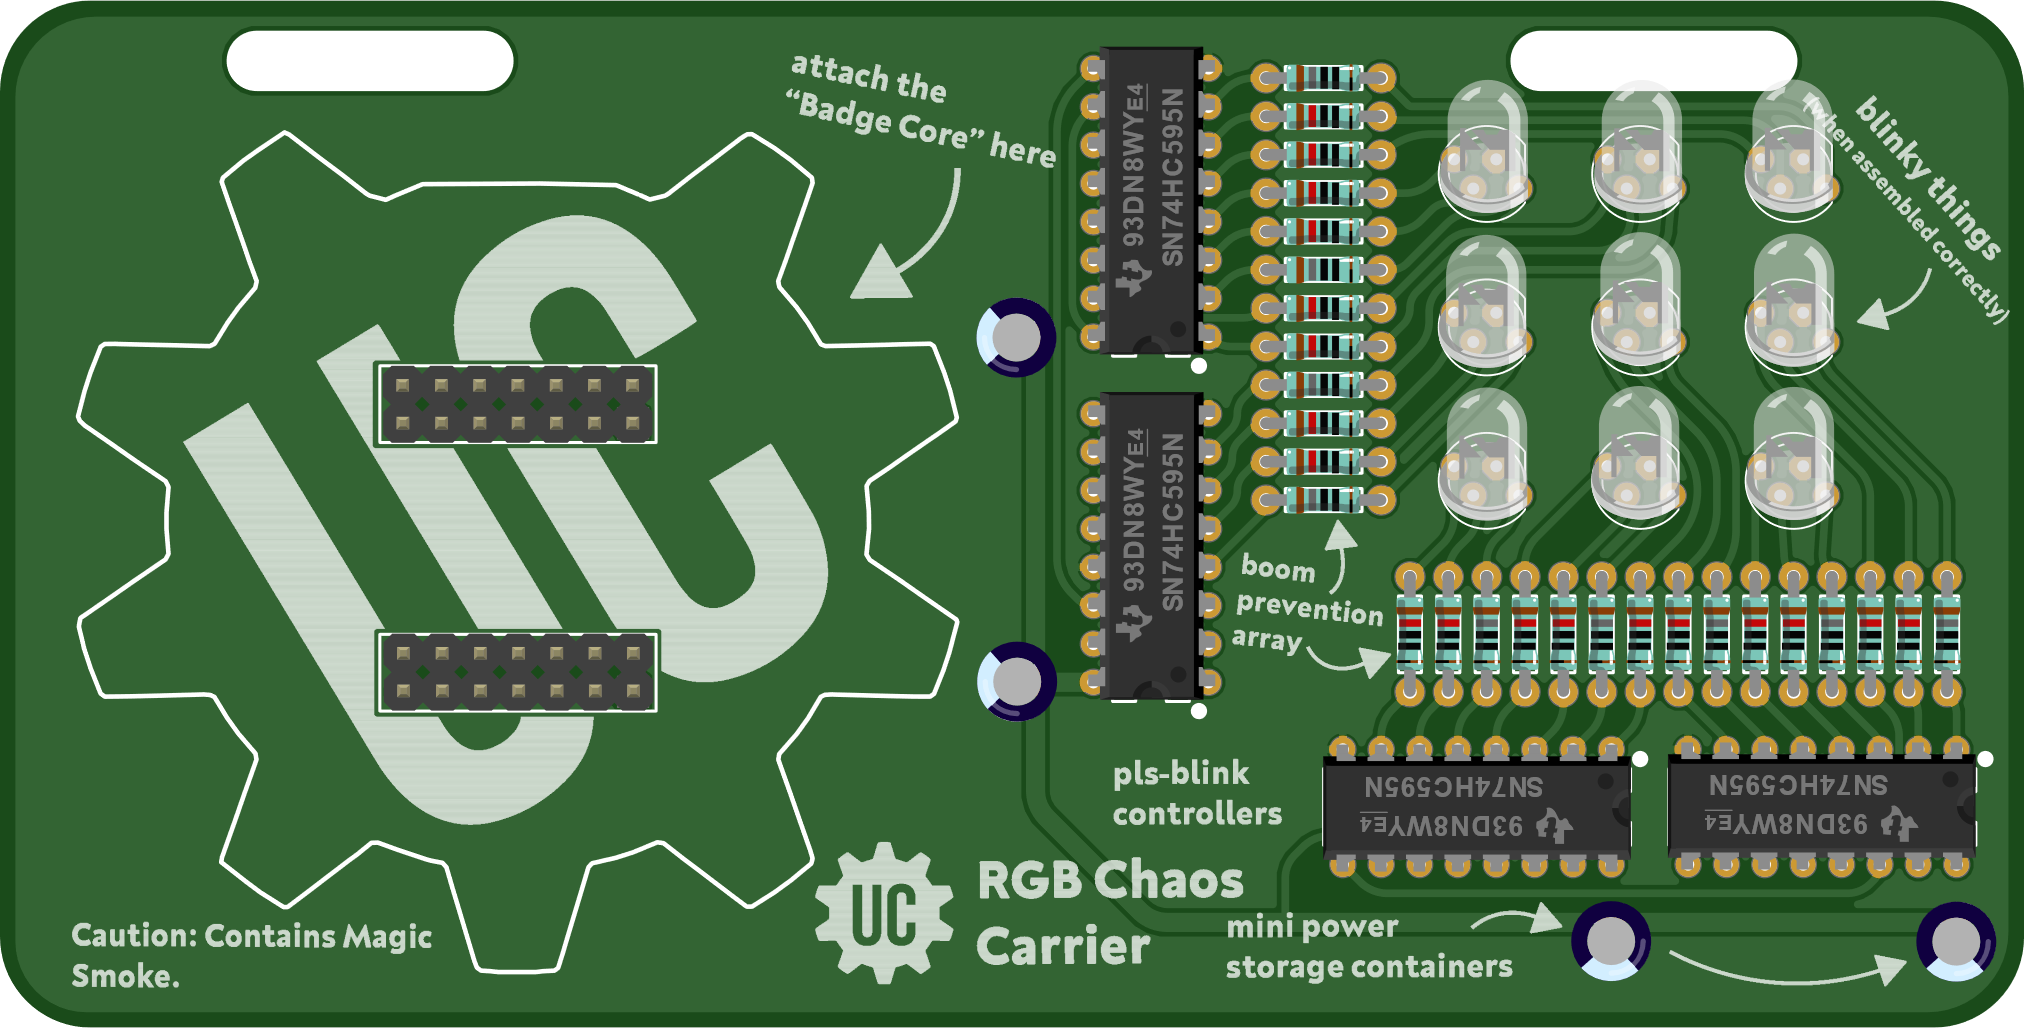 attach the
“Badge Core” here
93DN8WYE4
SN74HC595N
blinky things
(when assembled correctly)
93DN8WYE4
SN74HC595N
boom
prevention
array
pls-blink
controllers
SN74HC595N
93DN8WYE4
SN74HC595N
93DN8WYE4
UC
UC
RGB Chaos
Carrier
mini power
storage containers
Caution: Contains Magic
Smoke.